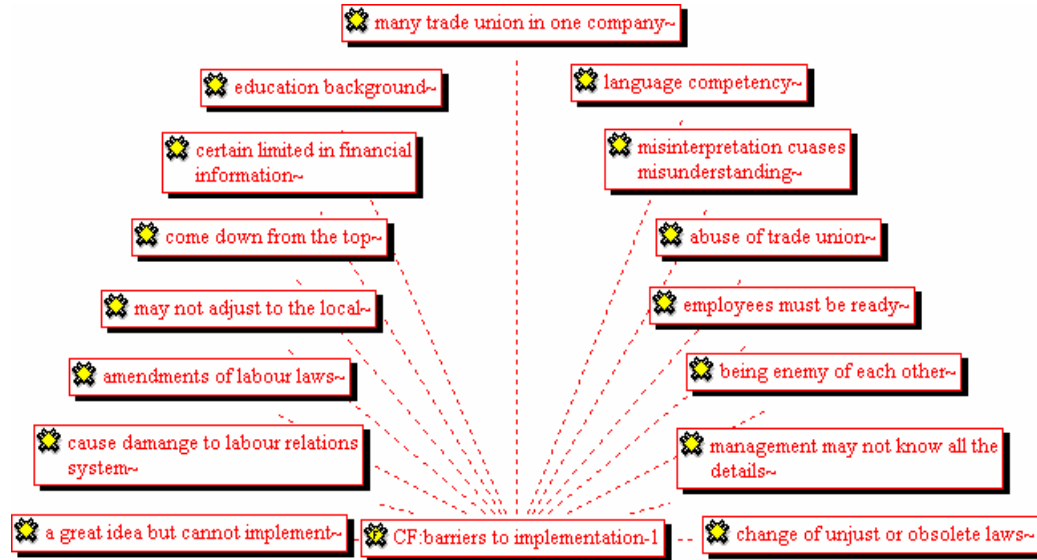 many trade union in one company~
education background~
language competency~
certain limited in financial
information~
misinterpretation cuases
misunderstanding~
come down from the top~
abuse of trade union~
may not adjust to the local~
employees must be ready~
amendments of labour laws~
being enemy of each other~
cause damange to labour relations
system~
management may not know all the
details~
a great idea but cannot implement~
CF:barriers to implementation-1
change of unjust or obsolete laws~